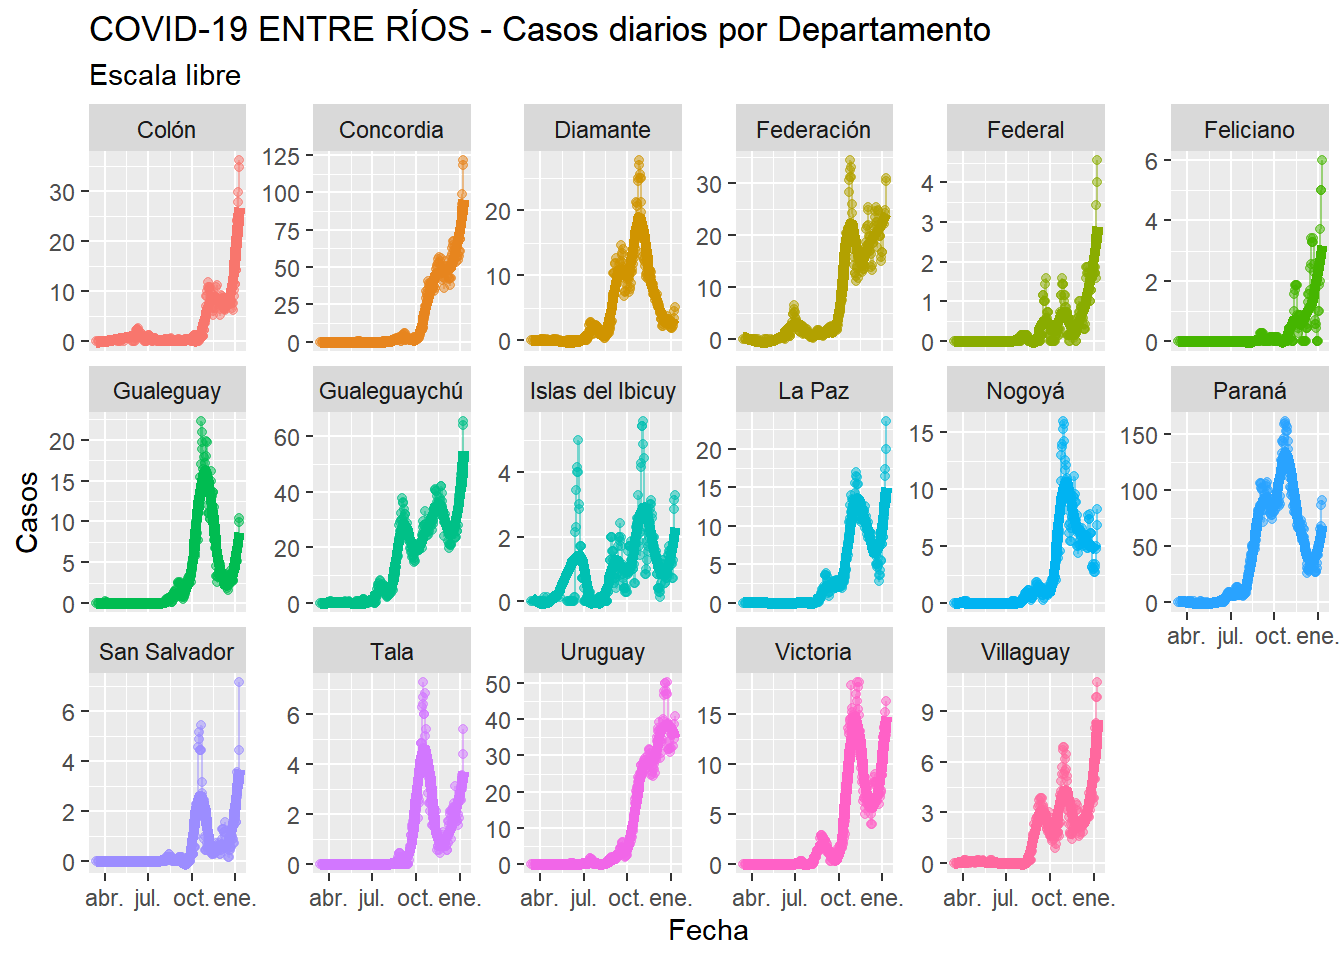 COVID-19 ENTRE RÍOS - Casos diarios por Departamento
Escala libre
Colón
Concordia
Diamante
Federación
Federal
Feliciano
30
20
10
0
125
100
75
50
25
0
20
10
0
30
20
10
0
4
3
2
1
0
6
4
2
0
Gualeguay
Gualeguaychú
Islas del Ibicuy
La Paz
Nogoyá
Paraná
20
15
10
5
0
60
40
20
0
4
2
0
20
15
10
5
0
15
10
5
0
150
100
50
0
abr. jul. oct. ene.
San Salvador
Tala
Uruguay
Victoria
Villaguay
6
4
2
0
6
4
2
0
50
40
30
20
10
0
15
10
5
0
9
6
3
0
abr. jul. oct. ene.
abr. jul. oct. ene.
abr. jul. oct. ene.
abr. jul. oct. ene.
abr. jul. oct. ene.
Casos
Fecha